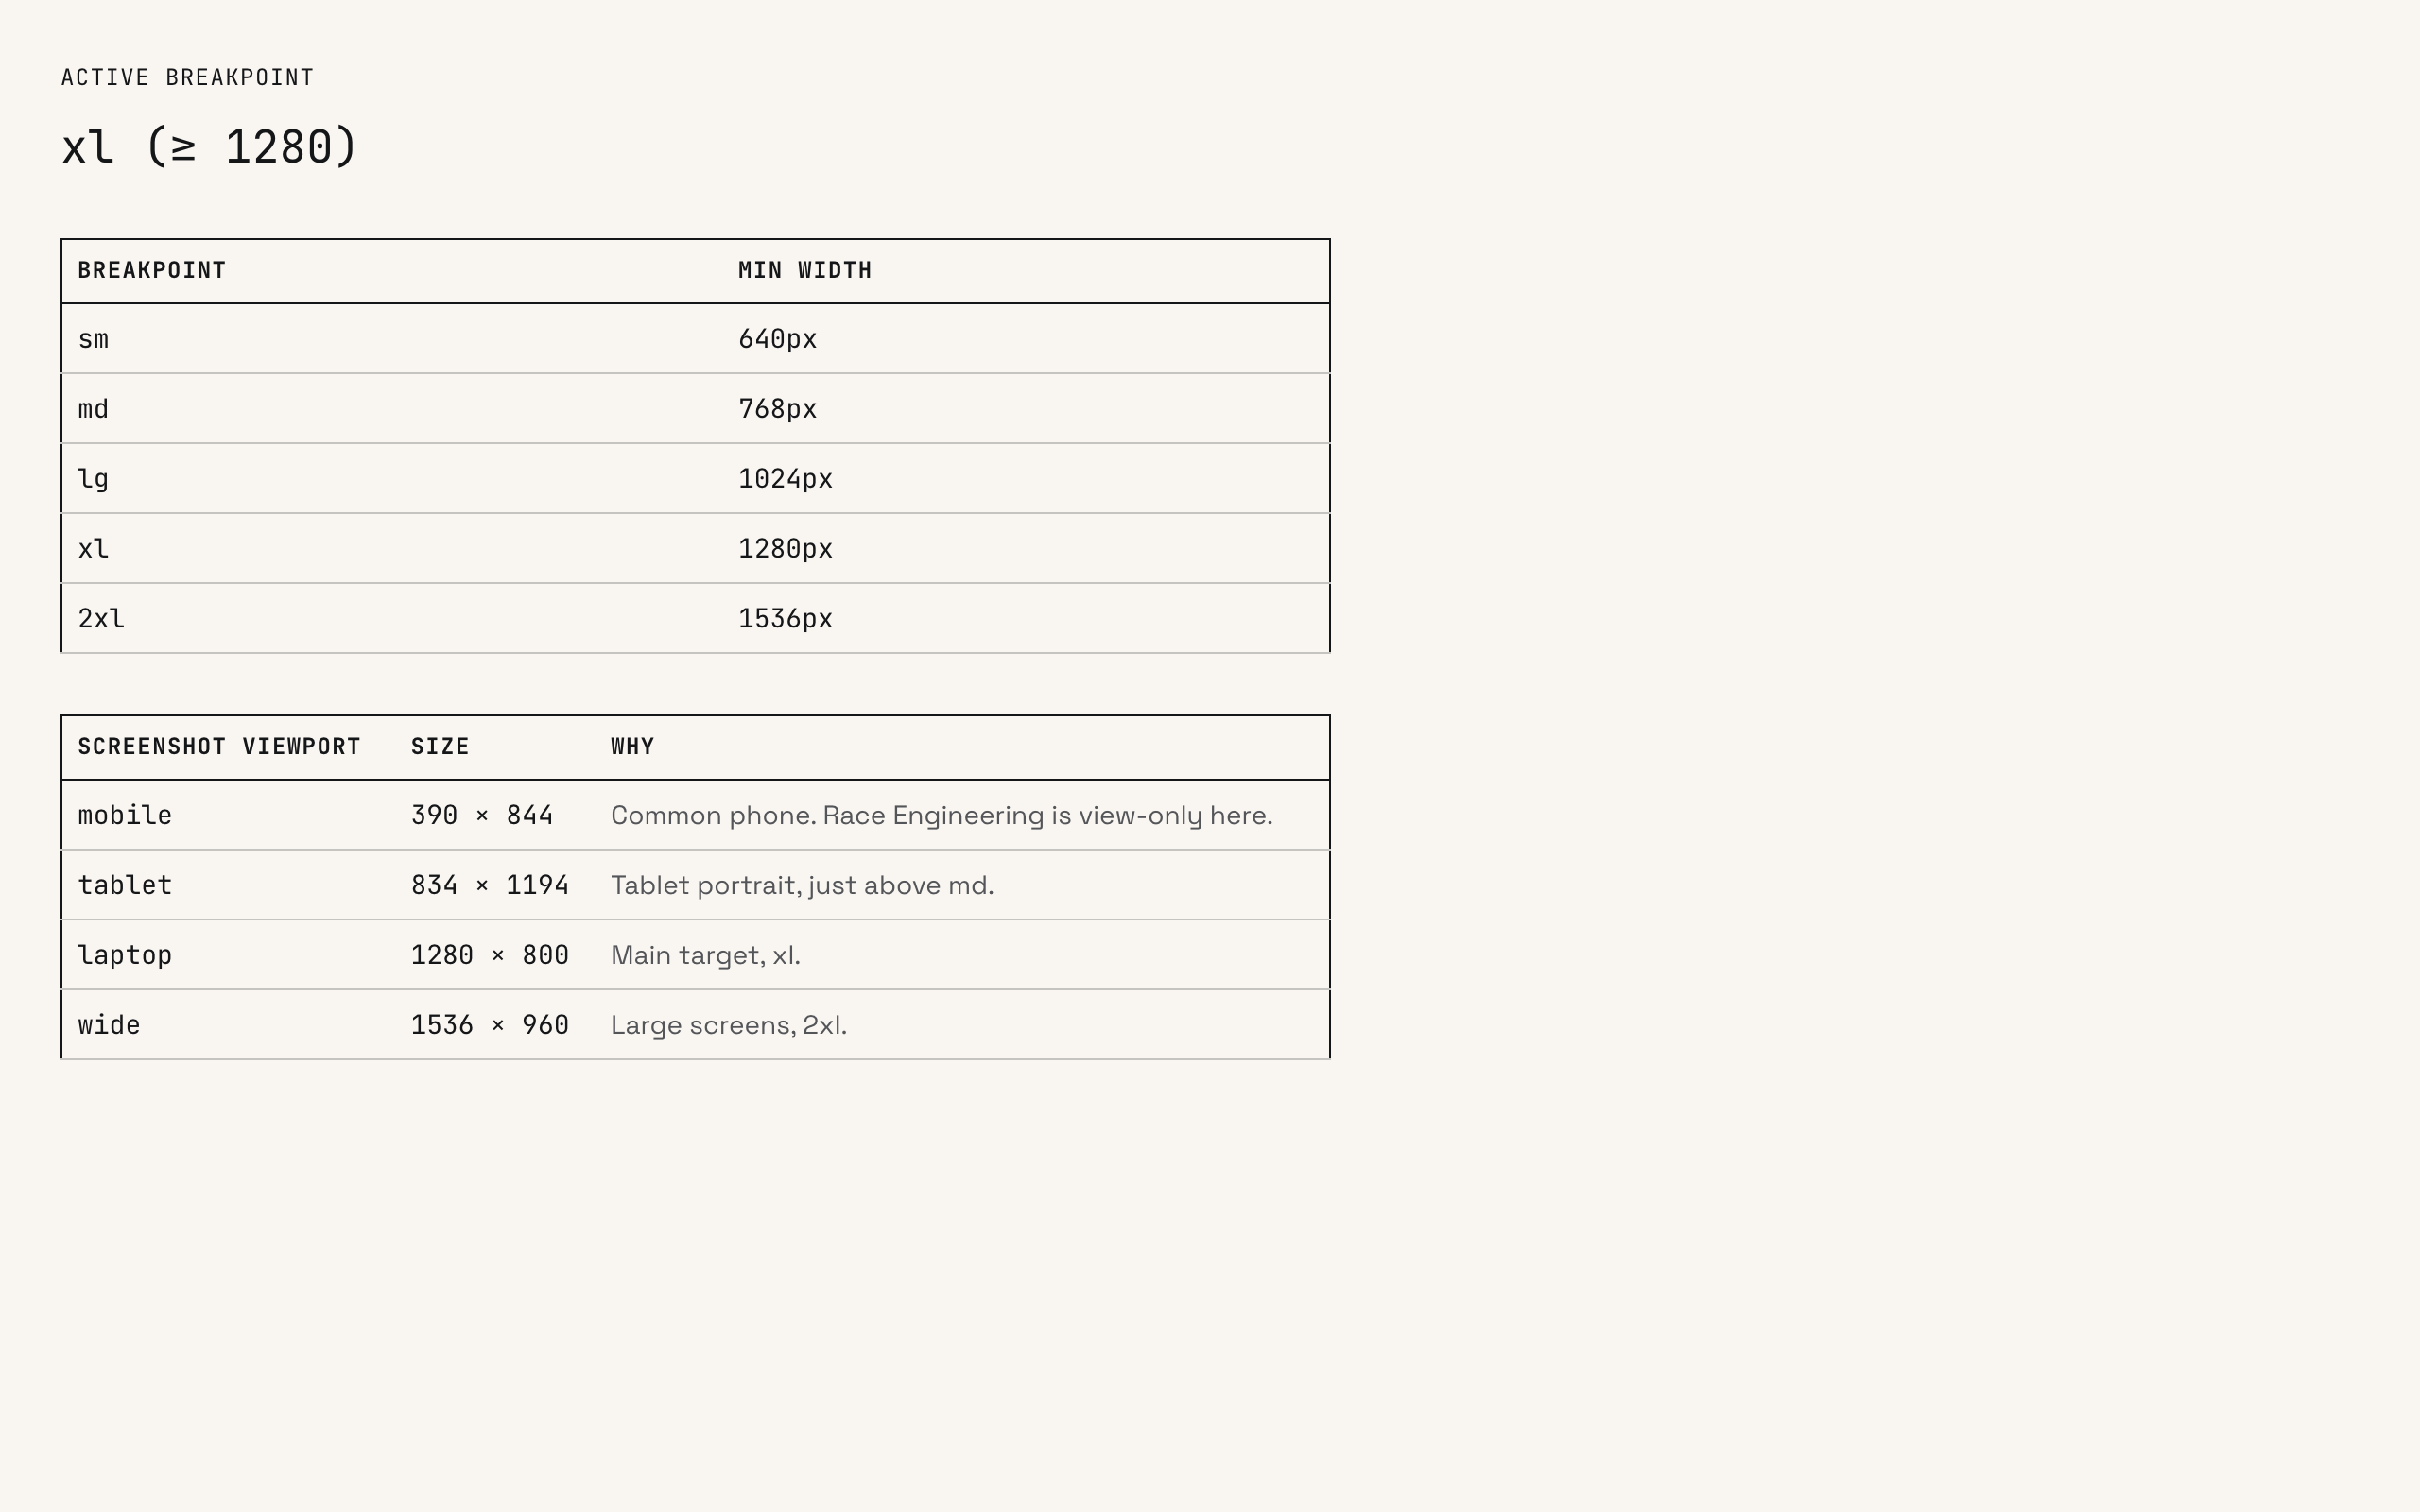 ACTIVE BREAKPOINT
xl (≥ 1280)
BREAKPOINT MIN WIDTH
sm 640px
md 768px
lg 1024px
xl 1280px
2xl 1536px
SCREENSHOT VIEWPORT SIZE WHY
mobile 390 × 844 Common phone. Race Engineering is view-only here.
tablet 834 × 1194 Tablet portrait, just above md.
laptop 1280 × 800 Main target, xl.
wide 1536 × 960 Large screens, 2xl.